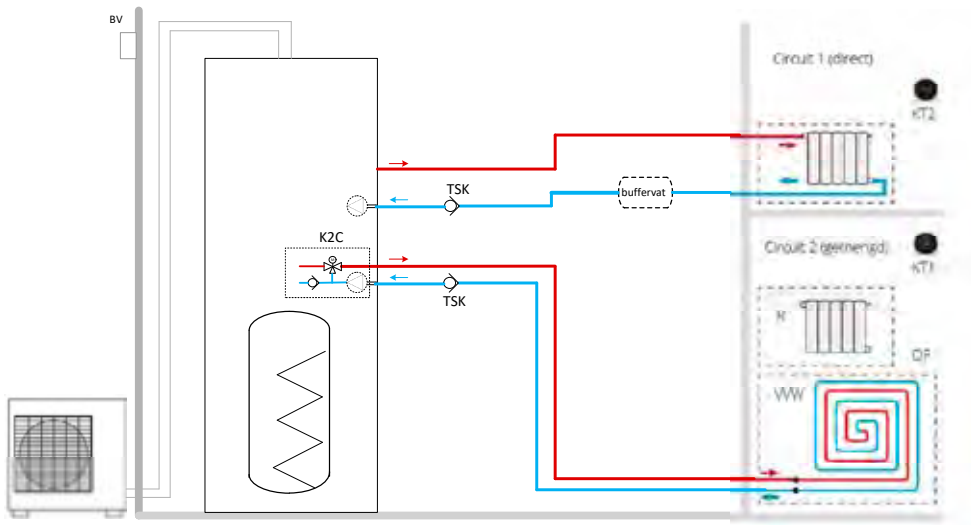 BV
Circuit 1 (direct)
KT2
TSK
buffervat
K2C
Circuit 2 (gemengd)
KT1
TSK
R
OF
VVW